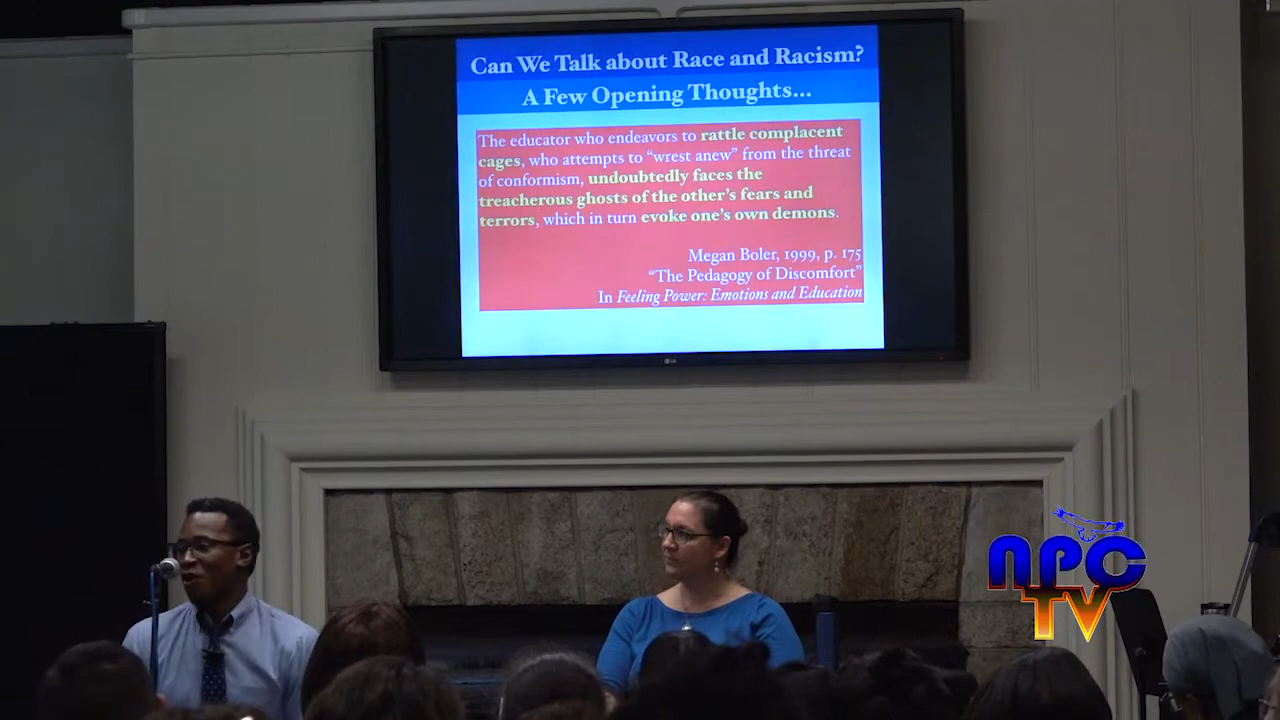 Can We Talk about Race and Racism?
A Few Opening Thoughts...
The educator who endeavors to rattle complacent
cages, who attempts to “wrest anew” from the threat
of conformism, undoubtedly faces the
treacherous ghosts of the other’s fears and
terrors, which in turn evoke one’s own demons.
Megan Boler, 1999, p. 175
“The Pedagogy of Discomfort”
In Feeling Power: Emotions and Education
LG
NPC
TV